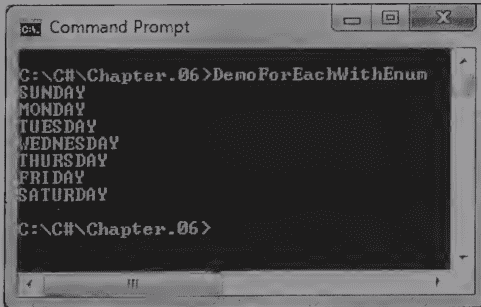 Command Prompt
C:\C#\Chapter.06>DemoForEachWithEnum
SUNDAY
MONDAY
TUESDAY
WEDNESDAY
THURSDAY
FRIDAY
SATURDAY
C:\C#\Chapter.06>